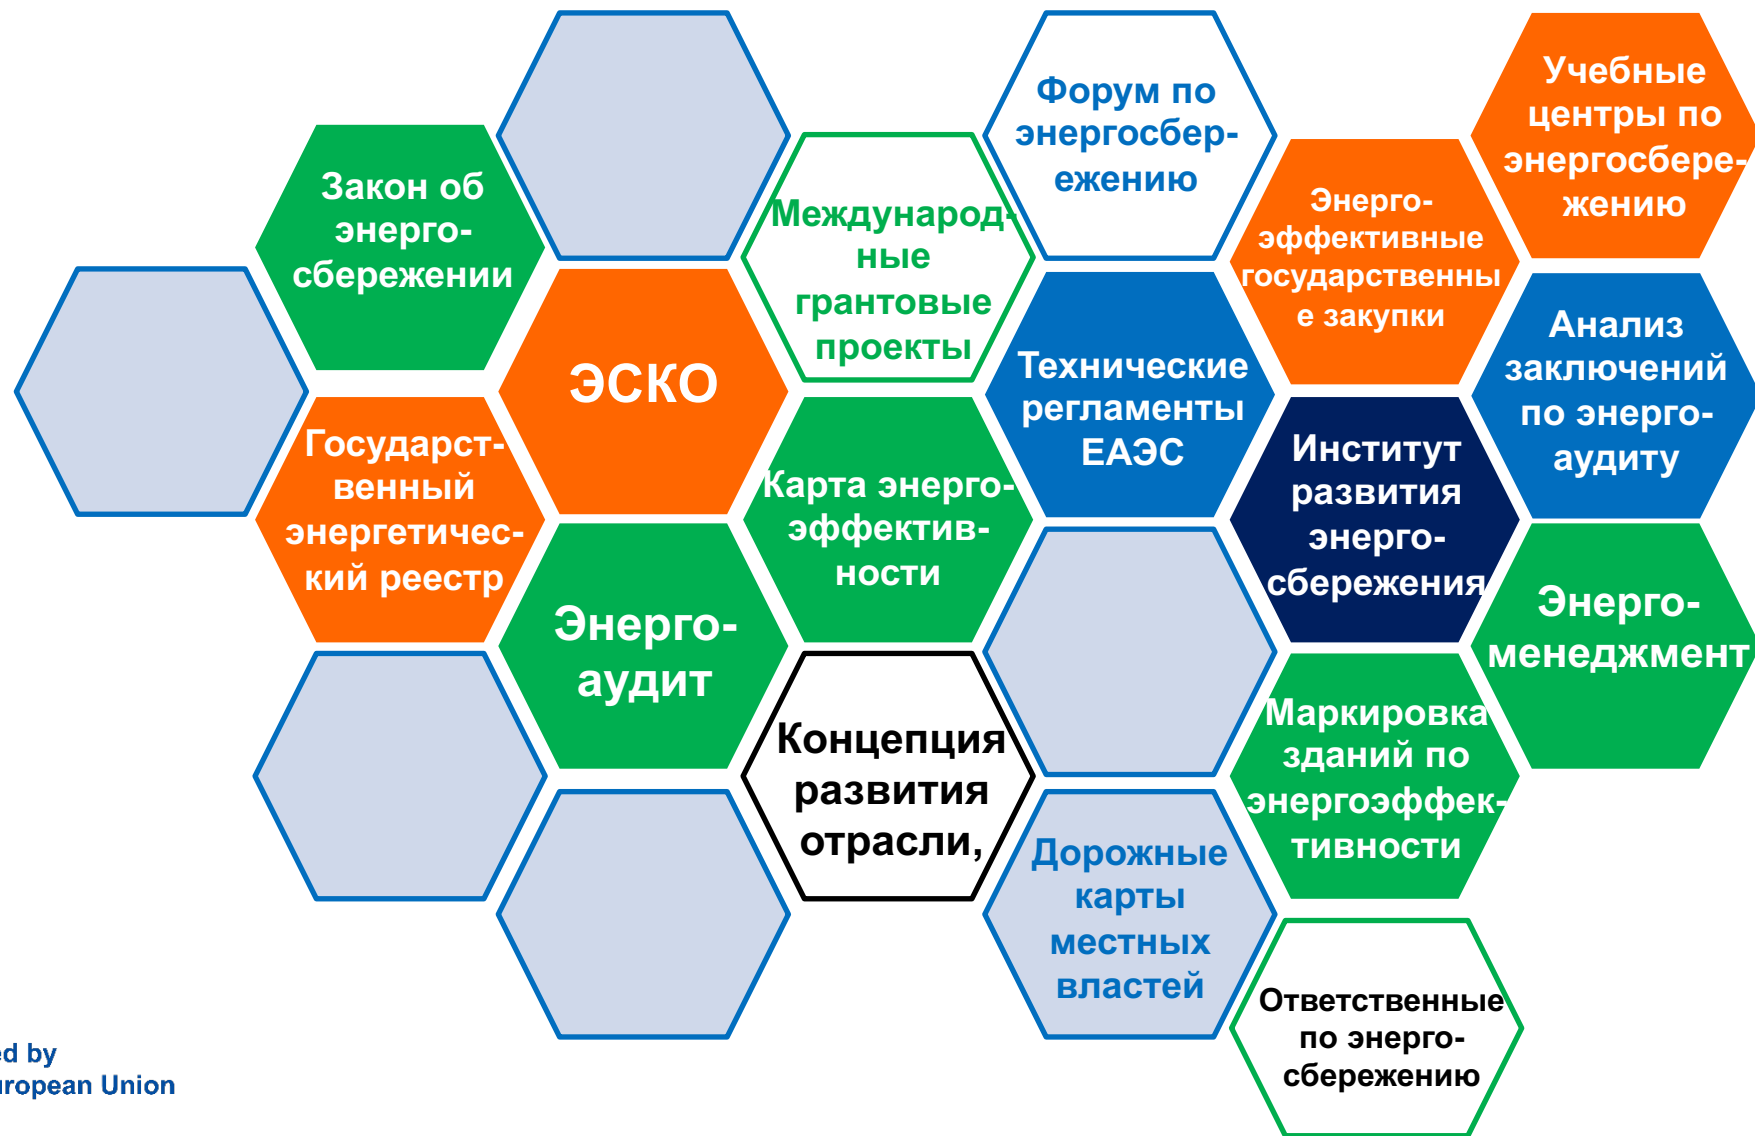 Закон об
энерго-
сбережении
Государст-
венный
энергетичес-
кий реестр
ЭСКО
Энерго-
аудит
Международ-
ные
грантовые
проекты
Карта энерго-
эффектив-
ности
Концепция
развития
отрасли,
Форум по
энергосбер-
ежению
Технические
регламенты
ЕАЭС
Дорожные
карты
местных
властей
Энерго-
эффективные
государственны
е закупки
Институт
развития
энерго-
сбережения
Маркировка
зданий по
энергоэффек-
тивности
Ответственные
по энерго-
сбережению
Учебные
центры по
энергосбере-
жению
Анализ
заключений
по энерго-
аудиту
Энерго-
менеджмент
ed by
uropean Union